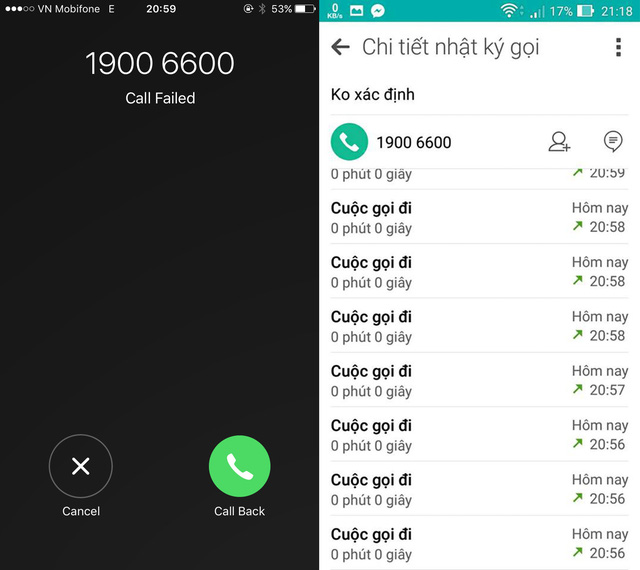 VN Mobifone E 20:59 53%
1900 6600
Call Failed
Cancel
Call Back
0 KB/s 17% 21:18
Chi tiết nhật ký gọi
Ko xác định
1900 6600
0 phút 0 giây 20:59
Cuộc gọi đi Hôm nay
0 phút 0 giây 20:58
Cuộc gọi đi Hôm nay
0 phút 0 giây 20:58
Cuộc gọi đi Hôm nay
0 phút 0 giây 20:58
Cuộc gọi đi Hôm nay
0 phút 0 giây 20:57
Cuộc gọi đi Hôm nay
0 phút 0 giây 20:56
Cuộc gọi đi Hôm nay
0 phút 0 giây 20:56
Cuộc gọi đi Hôm nay
0 phút 0 giây 20:56